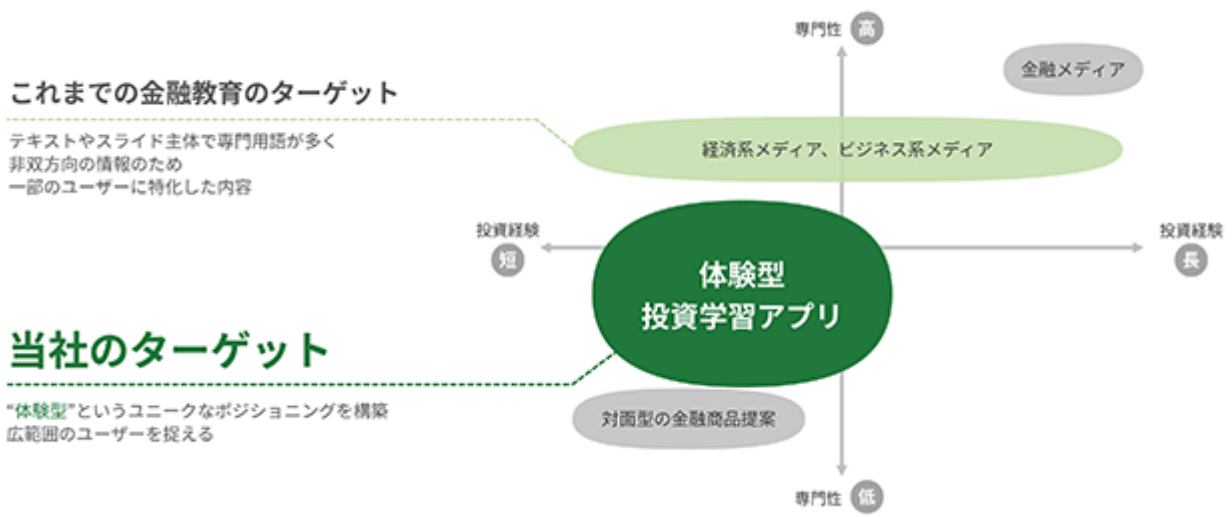 専門性 高
金融メディア
これまでの金融教育のターゲット
テキストやスライド主体で専門用語が多く
非双方向の情報のため
一部のユーザーに特化した内容
経済系メディア、ビジネス系メディア
投資経験
短
投資経験
長
体験型
投資学習アプリ
当社のターゲット
“体験型”というユニークなポジショニングを構築
広範囲のユーザーを捉える
対面型の金融商品提案
専門性 低